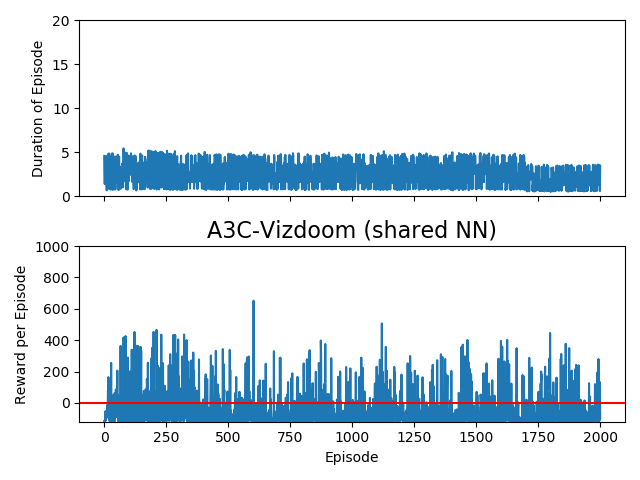 20
15
10
5
0
Duration of Episode
A3C-Vizdoom (shared NN)
1000
800
600
400
200
0
Reward per Episode
0 250 500 750 1000 1250 1500 1750 2000
Episode